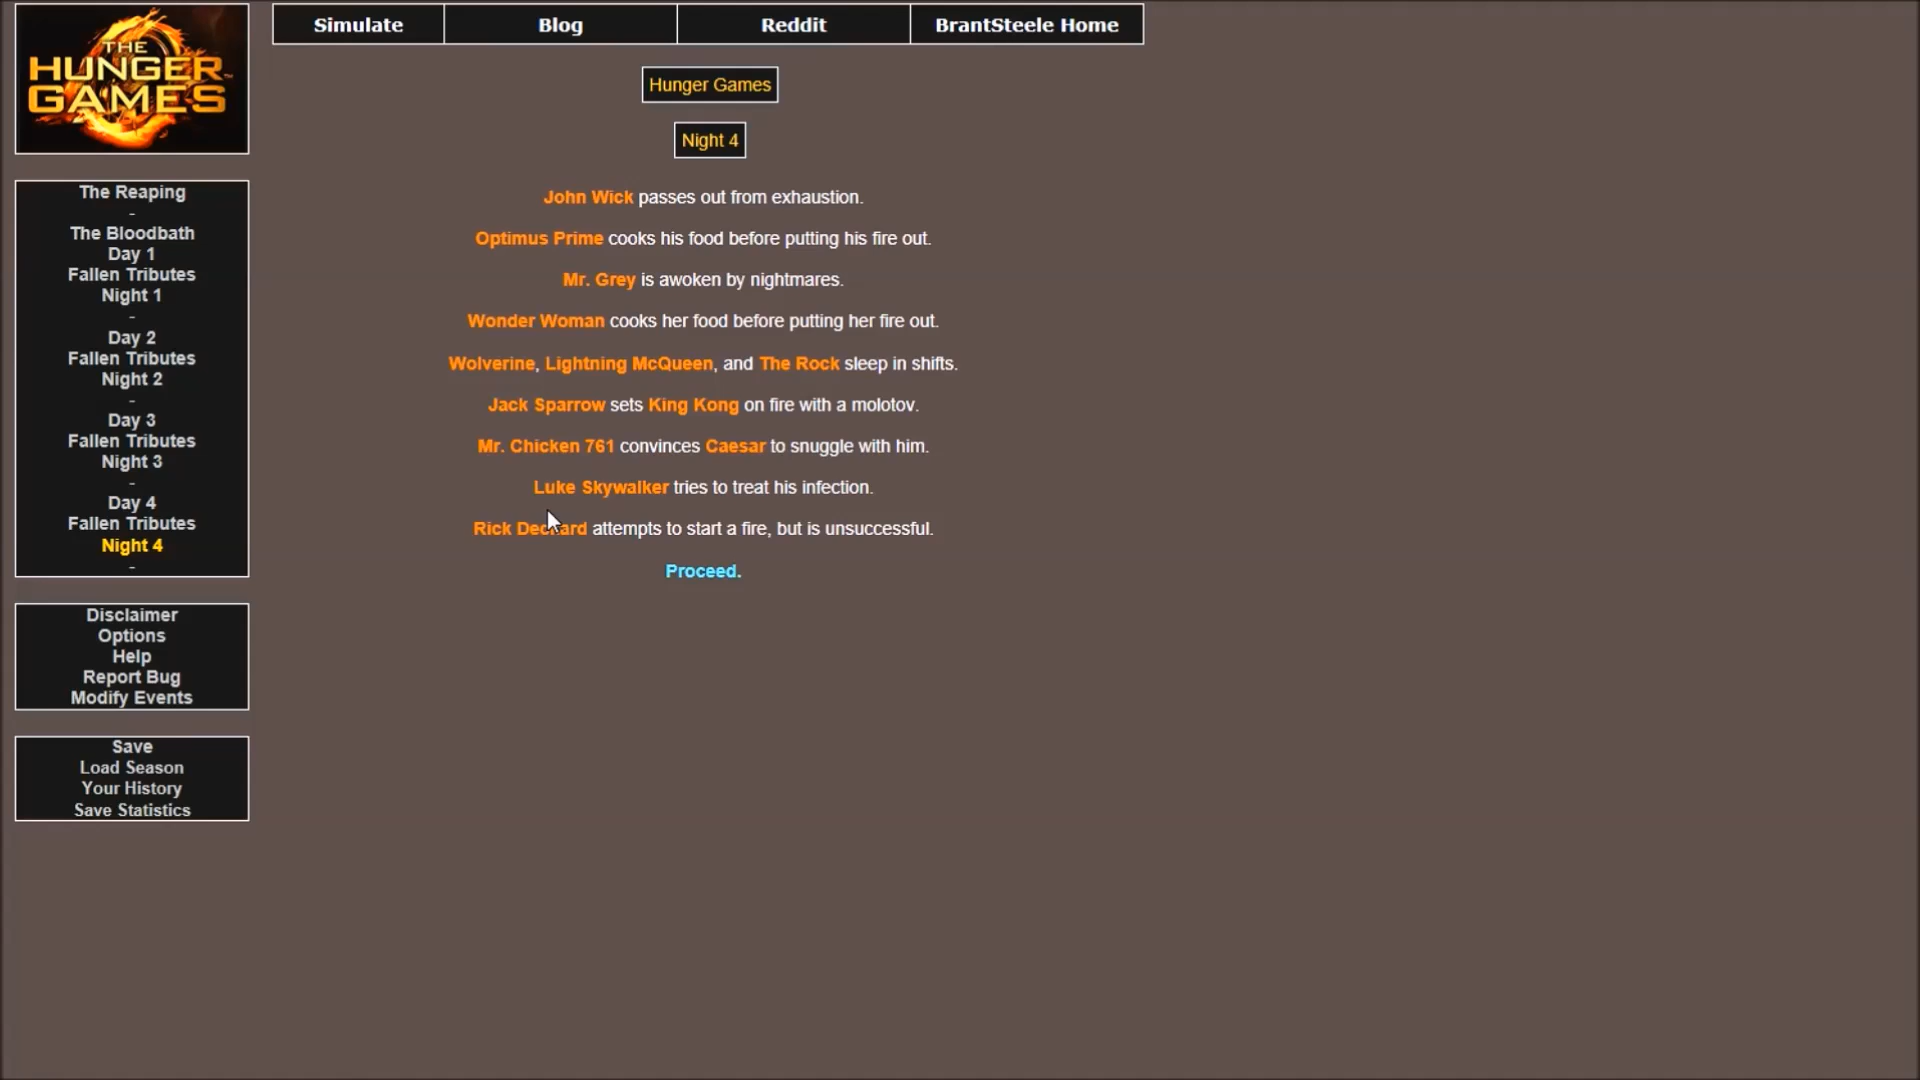 THE
HUNGER
GAMES
Simulate
Blog
Reddit
BrantSteele Home
Hunger Games
Night 4
The Reaping
-
The Bloodbath
Day 1
Fallen Tributes
Night 1
-
Day 2
Fallen Tributes
Night 2
-
Day 3
Fallen Tributes
Night 3
-
Day 4
Fallen Tributes
Night 4
-
Disclaimer
Options
Help
Report Bug
Modify Events
Save
Load Season
Your History
Save Statistics
John Wick passes out from exhaustion.
Optimus Prime cooks his food before putting his fire out.
Mr. Grey is awoken by nightmares.
Wonder Woman cooks her food before putting her fire out.
Wolverine, Lightning McQueen, and The Rock sleep in shifts.
Jack Sparrow sets King Kong on fire with a molotov.
Mr. Chicken 761 convinces Caesar to snuggle with him.
Luke Skywalker tries to treat his infection.
Rick Deckard attempts to start a fire, but is unsuccessful.
Proceed.